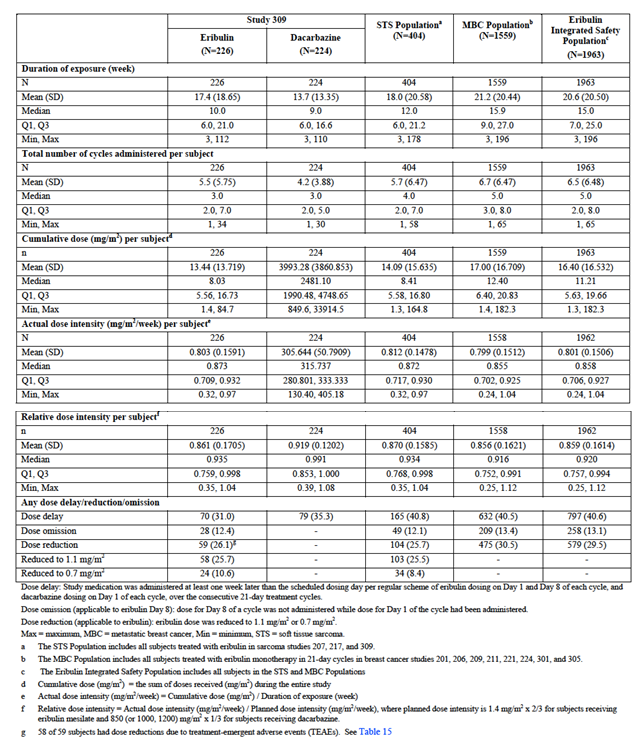 Study 309
STS Populationᵃ (N=404)
MBC Populationᵇ (N=1559)
Eribulin Integrated Safety Populationᶜ (N=1963)
Eribulin (N=226)
Dacarbazine (N=224)
Duration of exposure (week)
N 226 224 404 1559 1963
Mean (SD) 17.4 (18.65) 13.7 (13.35) 18.0 (20.58) 21.2 (20.44) 20.6 (20.50)
Median 10.0 9.0 12.0 15.9 15.0
Q1, Q3 6.0, 21.0 6.0, 16.6 6.0, 21.2 9.0, 27.0 7.0, 25.0
Min, Max 3, 112 3, 110 3, 178 3, 196 3, 196
Total number of cycles administered per subject
N 226 224 404 1559 1963
Mean (SD) 5.5 (5.75) 4.2 (3.88) 5.7 (6.47) 6.7 (6.47) 6.5 (6.48)
Median 3.0 3.0 4.0 5.0 5.0
Q1, Q3 2.0, 7.0 2.0, 5.0 2.0, 7.0 3.0, 8.0 2.0, 8.0
Min, Max 1, 34 1, 30 1, 58 1, 65 1, 65
Cumulative dose (mg/m²) per subjectᵈ
n 226 224 404 1559 1963
Mean (SD) 13.44 (13.719) 3993.28 (3860.853) 14.09 (15.635) 17.00 (16.709) 16.40 (16.532)
Median 8.03 2481.10 8.41 12.40 11.21
Q1, Q3 5.56, 16.73 1990.48, 4748.65 5.58, 16.80 6.40, 20.83 5.63, 19.66
Min, Max 1.4, 84.7 849.6, 33914.5 1.3, 164.8 1.4, 182.3 1.3, 182.3
Actual dose intensity (mg/m²/week) per subjectᵉ
N 226 224 404 1558 1962
Mean (SD) 0.803 (0.1591) 305.644 (50.7909) 0.812 (0.1478) 0.799 (0.1512) 0.801 (0.1506)
Median 0.873 315.737 0.872 0.855 0.858
Q1, Q3 0.709, 0.932 280.801, 333.333 0.717, 0.930 0.702, 0.925 0.706, 0.927
Min, Max 0.32, 0.97 130.40, 405.18 0.32, 0.97 0.24, 1.04 0.24, 1.04
Relative dose intensity per subjectᶠ
n 226 224 404 1558 1962
Mean (SD) 0.861 (0.1705) 0.919 (0.1202) 0.870 (0.1585) 0.856 (0.1621) 0.859 (0.1614)
Median 0.935 0.991 0.934 0.916 0.920
Q1, Q3 0.759, 0.998 0.853, 1.000 0.768, 0.998 0.752, 0.991 0.757, 0.994
Min, Max 0.35, 1.04 0.39, 1.08 0.35, 1.04 0.25, 1.12 0.25, 1.12
Any dose delay/reduction/omission
Dose delay 70 (31.0) 79 (35.3) 165 (40.8) 632 (40.5) 797 (40.6)
Dose omission 28 (12.4) - 49 (12.1) 209 (13.4) 258 (13.1)
Dose reduction 59 (26.1)ᵍ - 104 (25.7) 475 (30.5) 579 (29.5)
Reduced to 1.1 mg/m² 58 (25.7) 103 (25.5)
Reduced to 0.7 mg/m² 24 (10.6) - 34 (8.4) - -
Dose delay: Study medication was administered at least one week later than the scheduled dosing day per regular scheme of eribulin dosing on Day 1 and Day 8 of each cycle, and
dacarbazine dosing on Day 1 of each cycle, over the consecutive 21-day treatment cycles.
Dose omission (applicable to eribulin Day 8): dose for Day 8 of a cycle was not administered while dose for Day 1 of the cycle had been administered.
Dose reduction (applicable to eribulin): eribulin dose was reduced to 1.1 mg/m² or 0.7 mg/m².
Max = maximum, MBC = metastatic breast cancer, Min = minimum, STS = soft tissue sarcoma.
a The STS Population includes all subjects treated with eribulin in sarcoma studies 207, 217, and 309.
b The MBC Population includes all subjects treated with eribulin monotherapy in 21-day cycles in breast cancer studies 201, 206, 209, 211, 221, 224, 301, and 305.
c The Eribulin Integrated Safety Population includes all subjects in the STS and MBC Populations
d Cumulative dose (mg/m²) = the sum of doses received (mg/m²) during the entire study
e Actual dose intensity (mg/m²/week) = Cumulative dose (mg/m²) / Duration of exposure (week)
f Relative dose intensity = Actual dose intensity (mg/m²/week) / Planned dose intensity (mg/m²/week), where planned dose intensity is 1.4 mg/m² x 2/3 for subjects receiving
eribulin mesilate and 850 (or 1000, 1200) mg/m² x 1/3 for subjects receiving dacarbazine.
g 58 of 59 subjects had dose reductions due to treatment-emergent adverse events (TEAEs). See Table 15